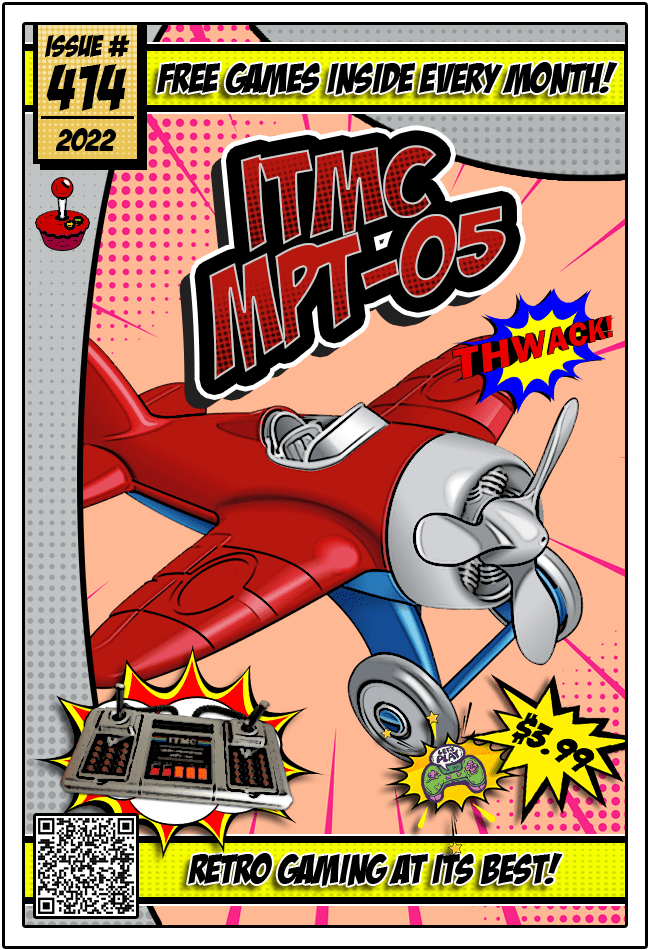 ISSUE #
414
2022
FREE GAMES INSIDE EVERY MONTH!
ITMC
MPT-05
THWACK!
ITMC
LET'S
PLAY
$3.99
RETRO GAMING AT ITS BEST!